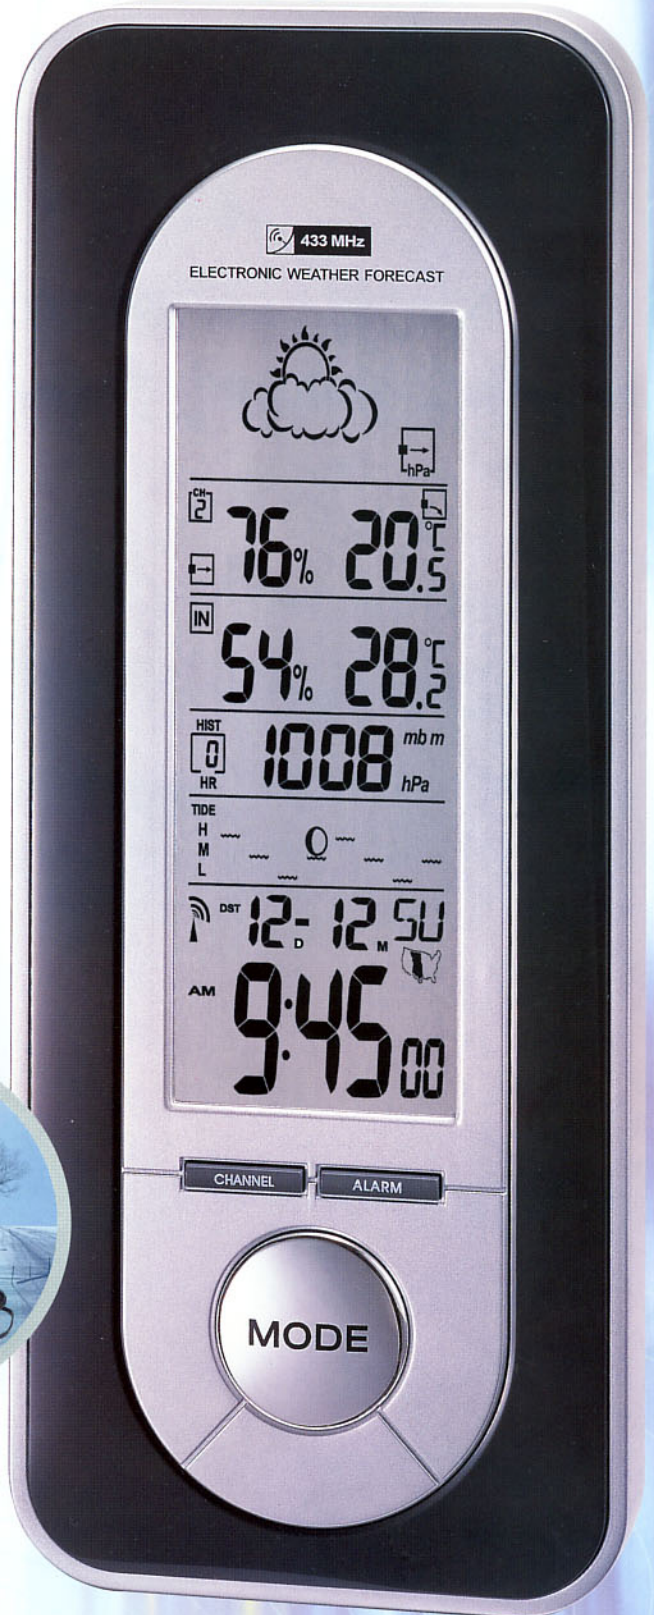 433 MHz
ELECTRONIC WEATHER FORECAST
hPa
CH 2
76% 20.5 °C
IN
54% 28.2 °C
HIST 0 HR
1008 mb m hPa
TIDE
H
M
L
DST 12 D - 12 M SU
AM 9:45 00
CHANNEL ALARM
MODE